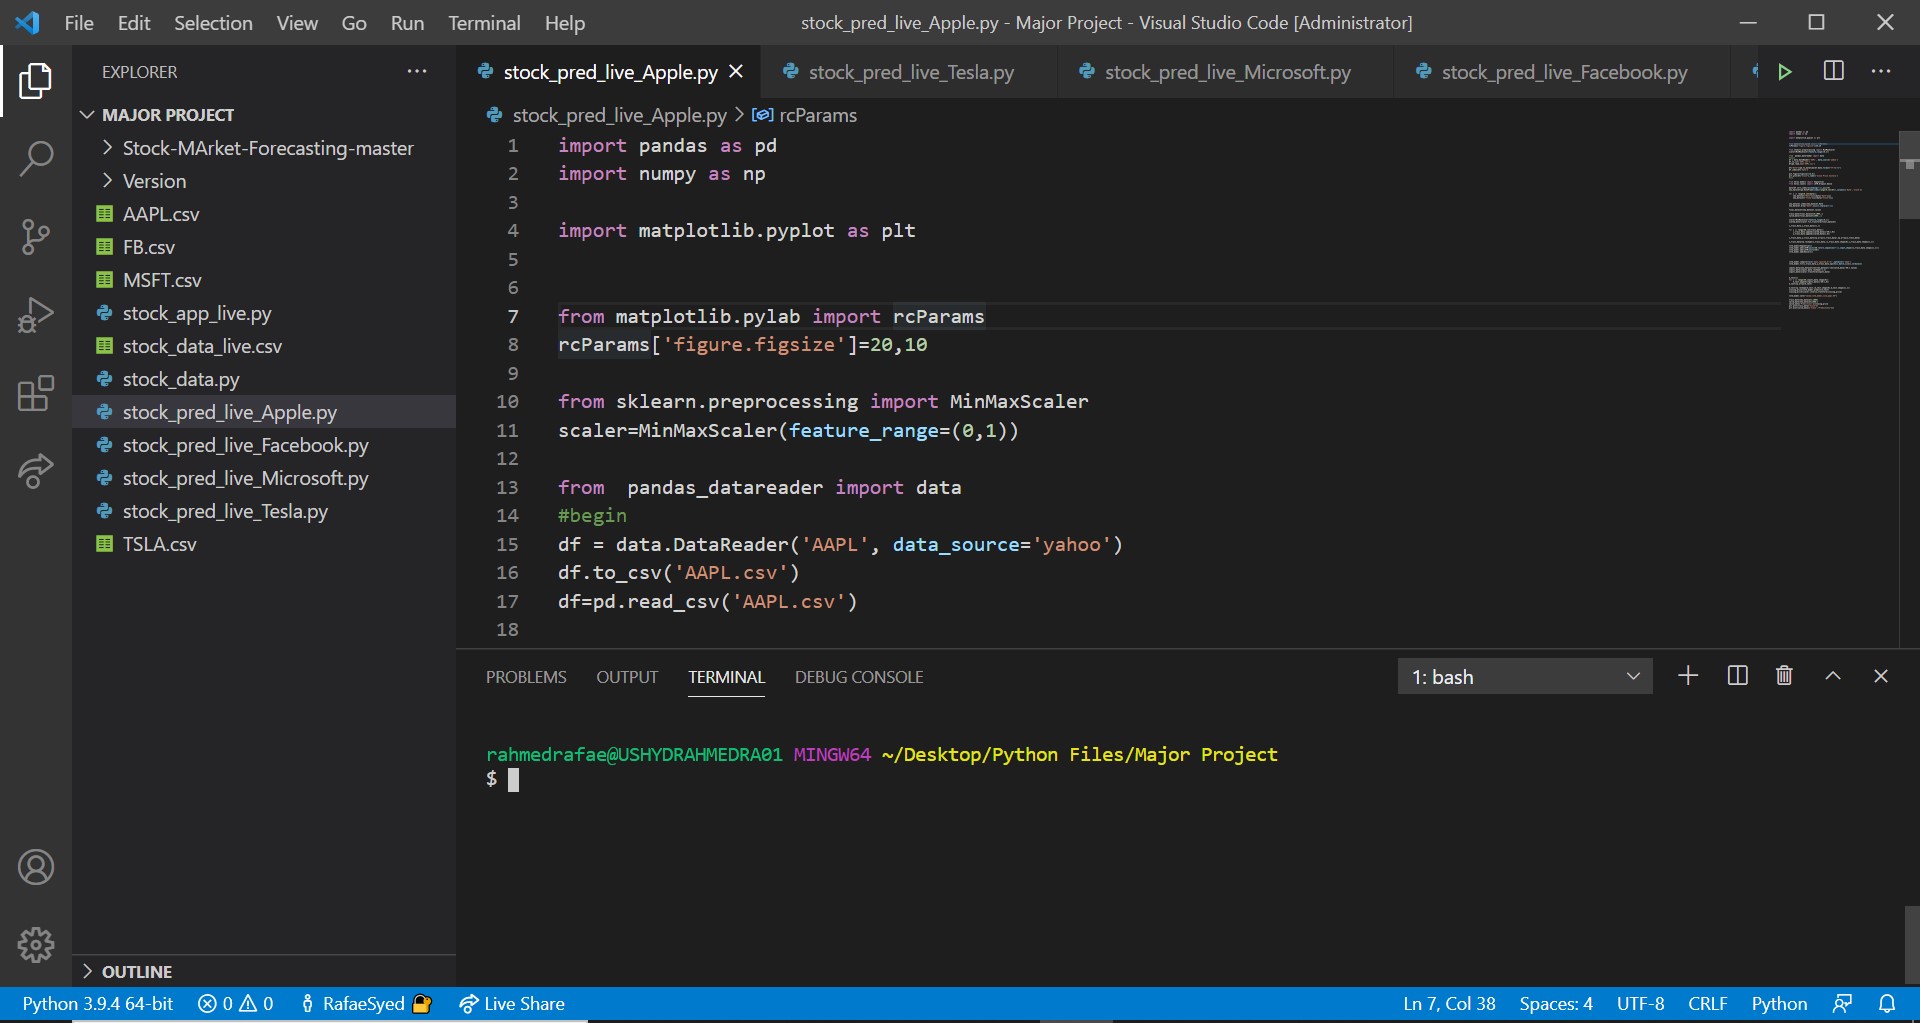 File Edit Selection View Go Run Terminal Help stock_pred_live_Apple.py - Major Project - Visual Studio Code [Administrator]
EXPLORER
MAJOR PROJECT
Stock-MArket-Forecasting-master
Version
AAPL.csv
FB.csv
MSFT.csv
stock_app_live.py
stock_data_live.csv
stock_data.py
stock_pred_live_Apple.py
stock_pred_live_Facebook.py
stock_pred_live_Microsoft.py
stock_pred_live_Tesla.py
TSLA.csv
OUTLINE
stock_pred_live_Apple.py stock_pred_live_Tesla.py stock_pred_live_Microsoft.py stock_pred_live_Facebook.py
stock_pred_live_Apple.py > rcParams
1 import pandas as pd
2 import numpy as np
3
4 import matplotlib.pyplot as plt
5
6
7 from matplotlib.pylab import rcParams
8 rcParams['figure.figsize']=20,10
9
10 from sklearn.preprocessing import MinMaxScaler
11 scaler=MinMaxScaler(feature_range=(0,1))
12
13 from  pandas_datareader import data
14 #begin
15 df = data.DataReader('AAPL', data_source='yahoo')
16 df.to_csv('AAPL.csv')
17 df=pd.read_csv('AAPL.csv')
18
PROBLEMS OUTPUT TERMINAL DEBUG CONSOLE 1: bash
rahmedrafae@USHYDRAHMEDRA01 MINGW64 ~/Desktop/Python Files/Major Project
$
Python 3.9.4 64-bit 0 0 RafaeSyed Live Share Ln 7, Col 38 Spaces: 4 UTF-8 CRLF Python